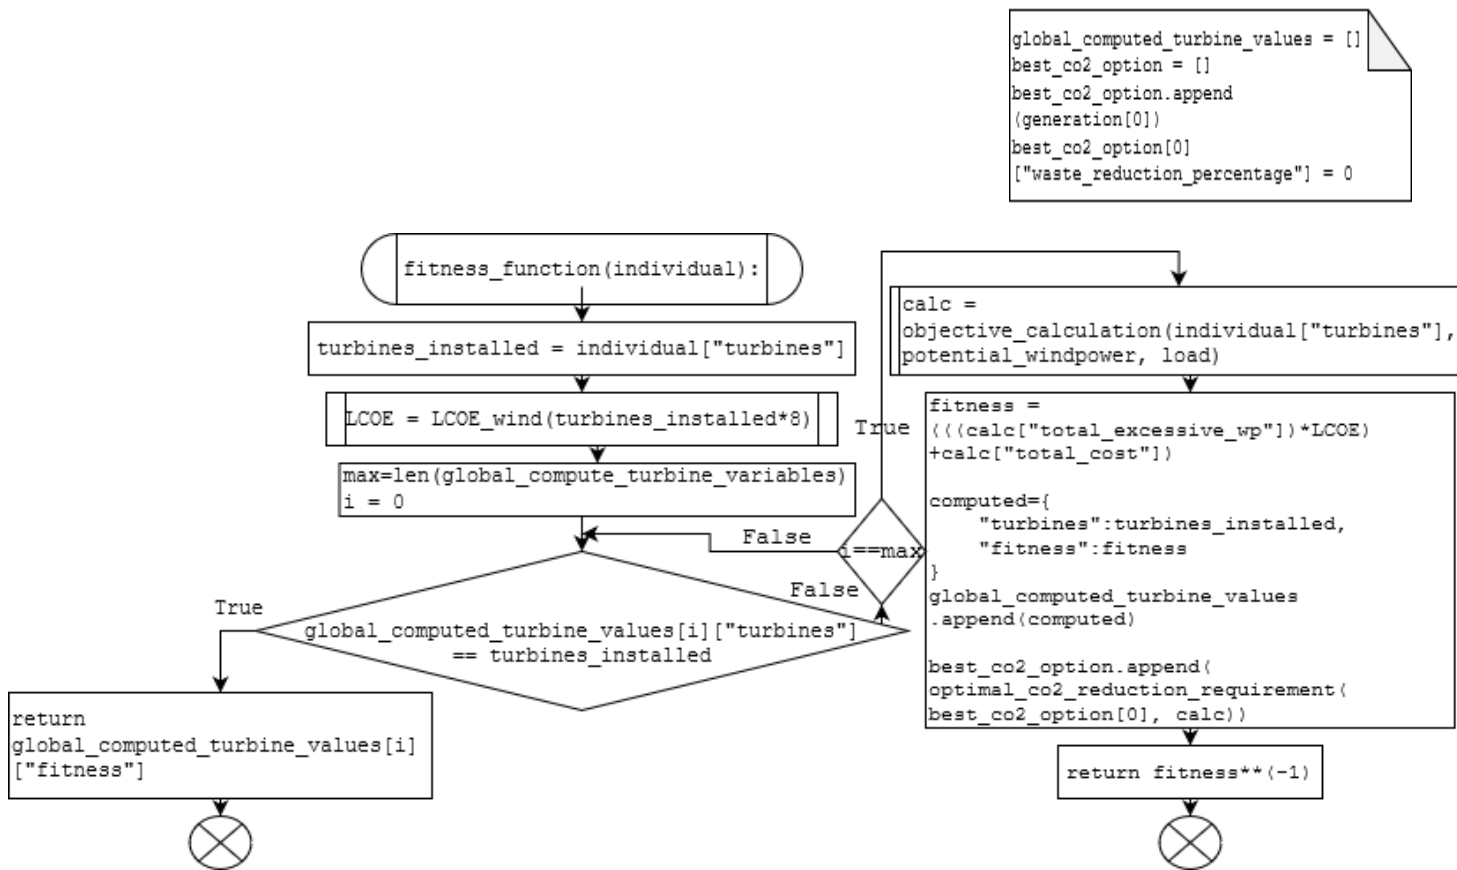 global_computed_turbine_values = []
best_co2_option = []
best_co2_option.append
(generation[0])
best_co2_option[0]
["waste_reduction_percentage"] = 0
fitness_function(individual):
turbines_installed = individual["turbines"]
LCOE = LCOE_wind(turbines_installed*8)
max=len(global_compute_turbine_variables)
i = 0
global_computed_turbine_values[i]["turbines"]
== turbines_installed
True
return
global_computed_turbine_values[i]
["fitness"]
False
i==max
False
True
calc =
objective_calculation(individual["turbines"],
potential_windpower, load)
fitness =
(((calc["total_excessive_wp"])*LCOE)
+calc["total_cost"])
computed={
"turbines":turbines_installed,
"fitness":fitness
}
global_computed_turbine_values
.append(computed)
best_co2_option.append(
optimal_co2_reduction_requirement(
best_co2_option[0], calc))
return fitness**(-1)